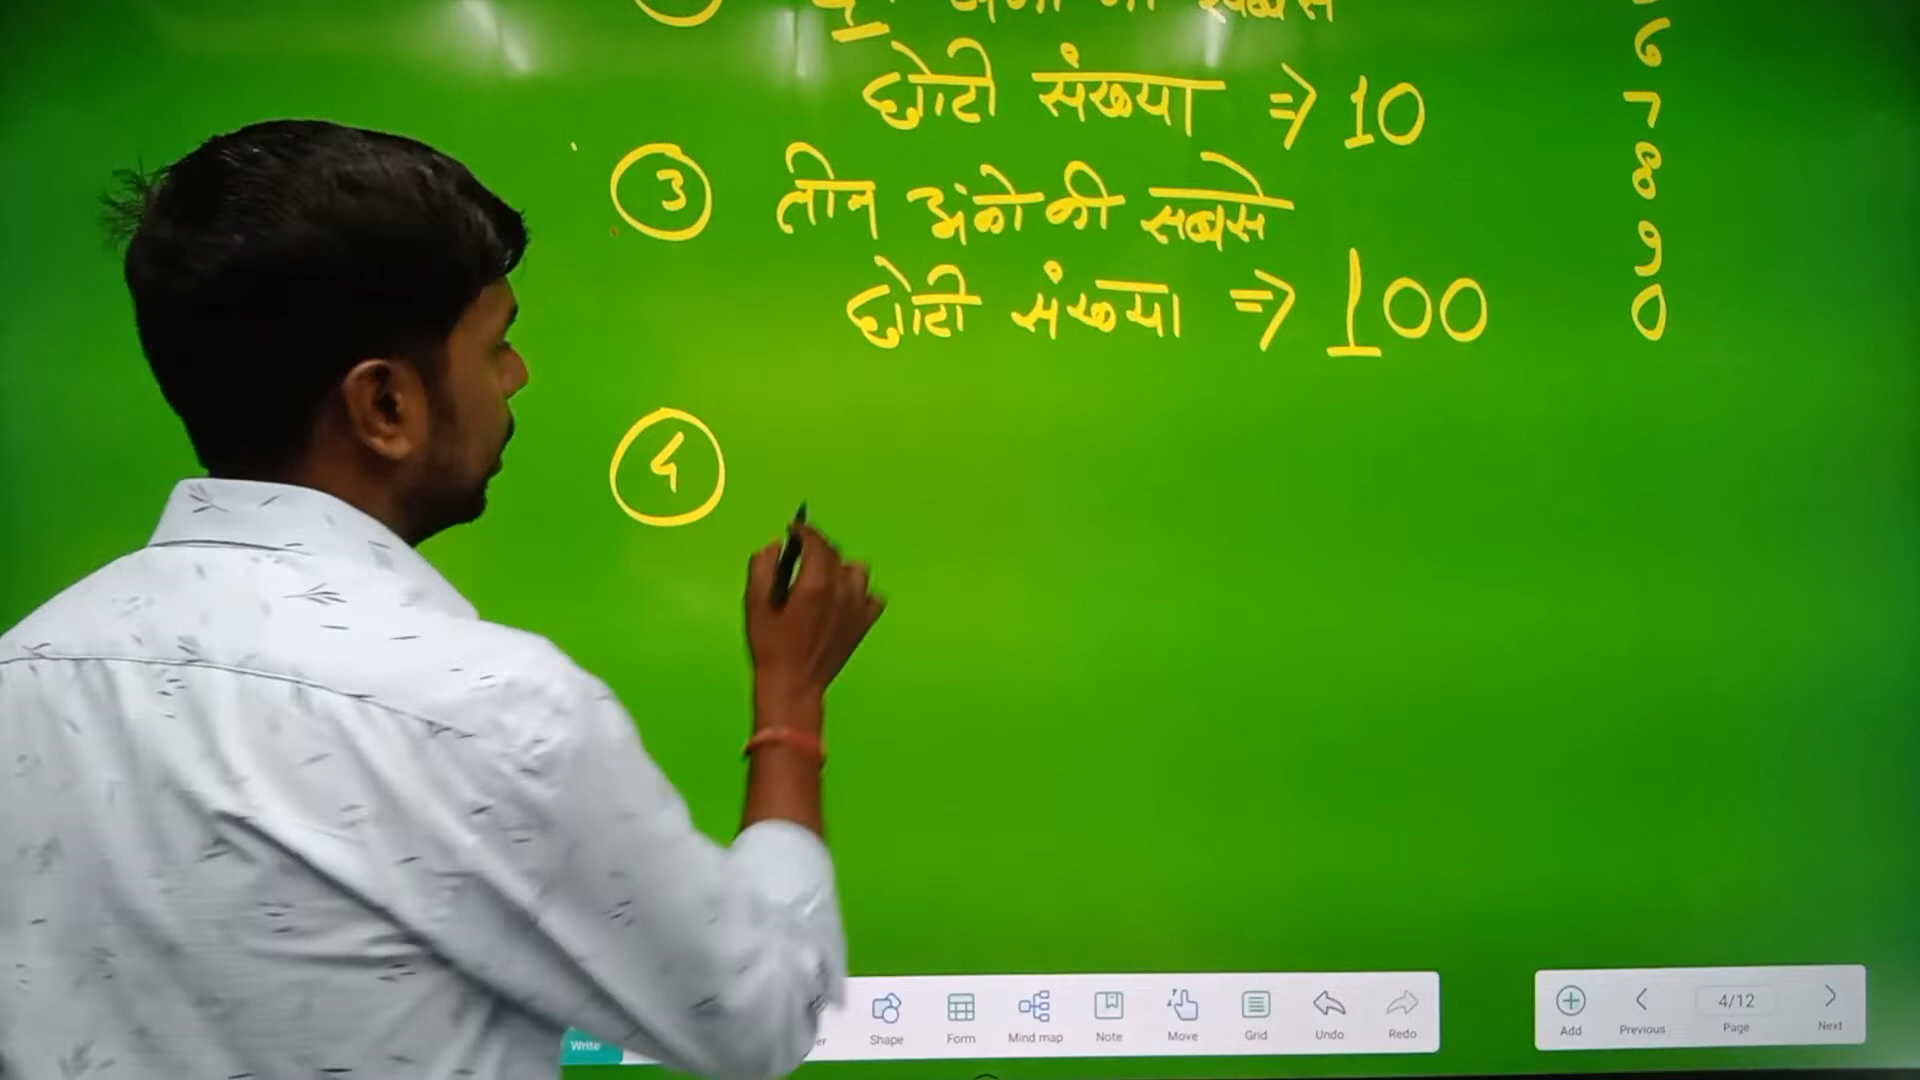 छोटी संख्या => 10
③ तीन अंको की सबसे
छोटी संख्या => 100
④
6
7
8
9
0
Write
Shape
Form
Mind map
Note
Move
Grid
Undo
Redo
Add
Previous
4/12
Page
Next